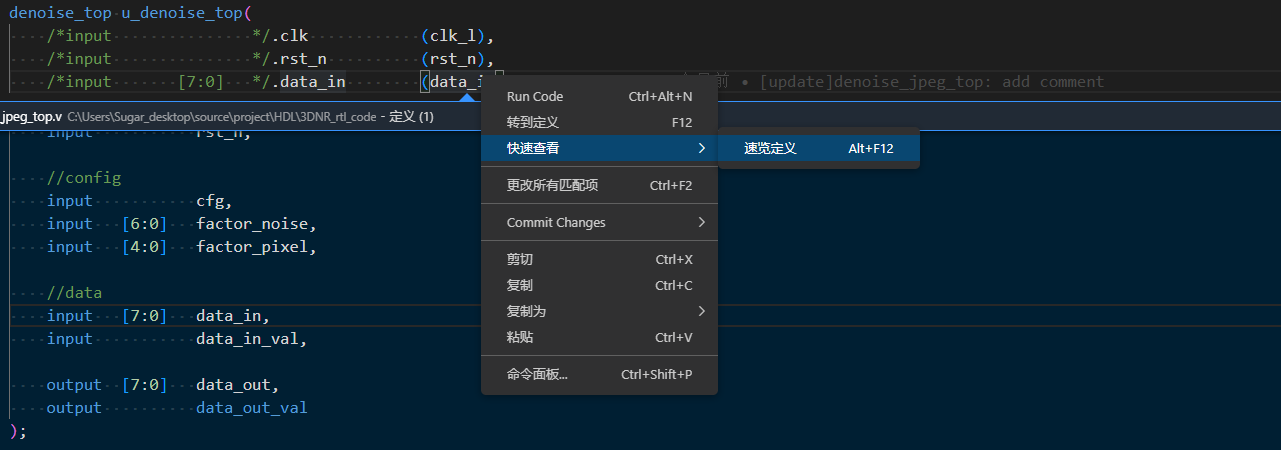 denoise_top u_denoise_top(
/*input */.clk (clk_l),
/*input */.rst_n (rst_n),
/*input [7:0] */.data_in (data_i 前 • [update]denoise_jpeg_top: add comment
jpeg_top.v C:\Users\Sugar_desktop\source\project\HDL\3DNR_rtl_code - 定义 (1)
input rst_n,
//config
input cfg,
input [6:0] factor_noise,
input [4:0] factor_pixel,
//data
input [7:0] data_in,
input data_in_val,
output [7:0] data_out,
output data_out_val
);
Run Code Ctrl+Alt+N
转到定义 F12
快速查看
速览定义 Alt+F12
更改所有匹配项 Ctrl+F2
Commit Changes
剪切 Ctrl+X
复制 Ctrl+C
复制为
粘贴 Ctrl+V
命令面板... Ctrl+Shift+P